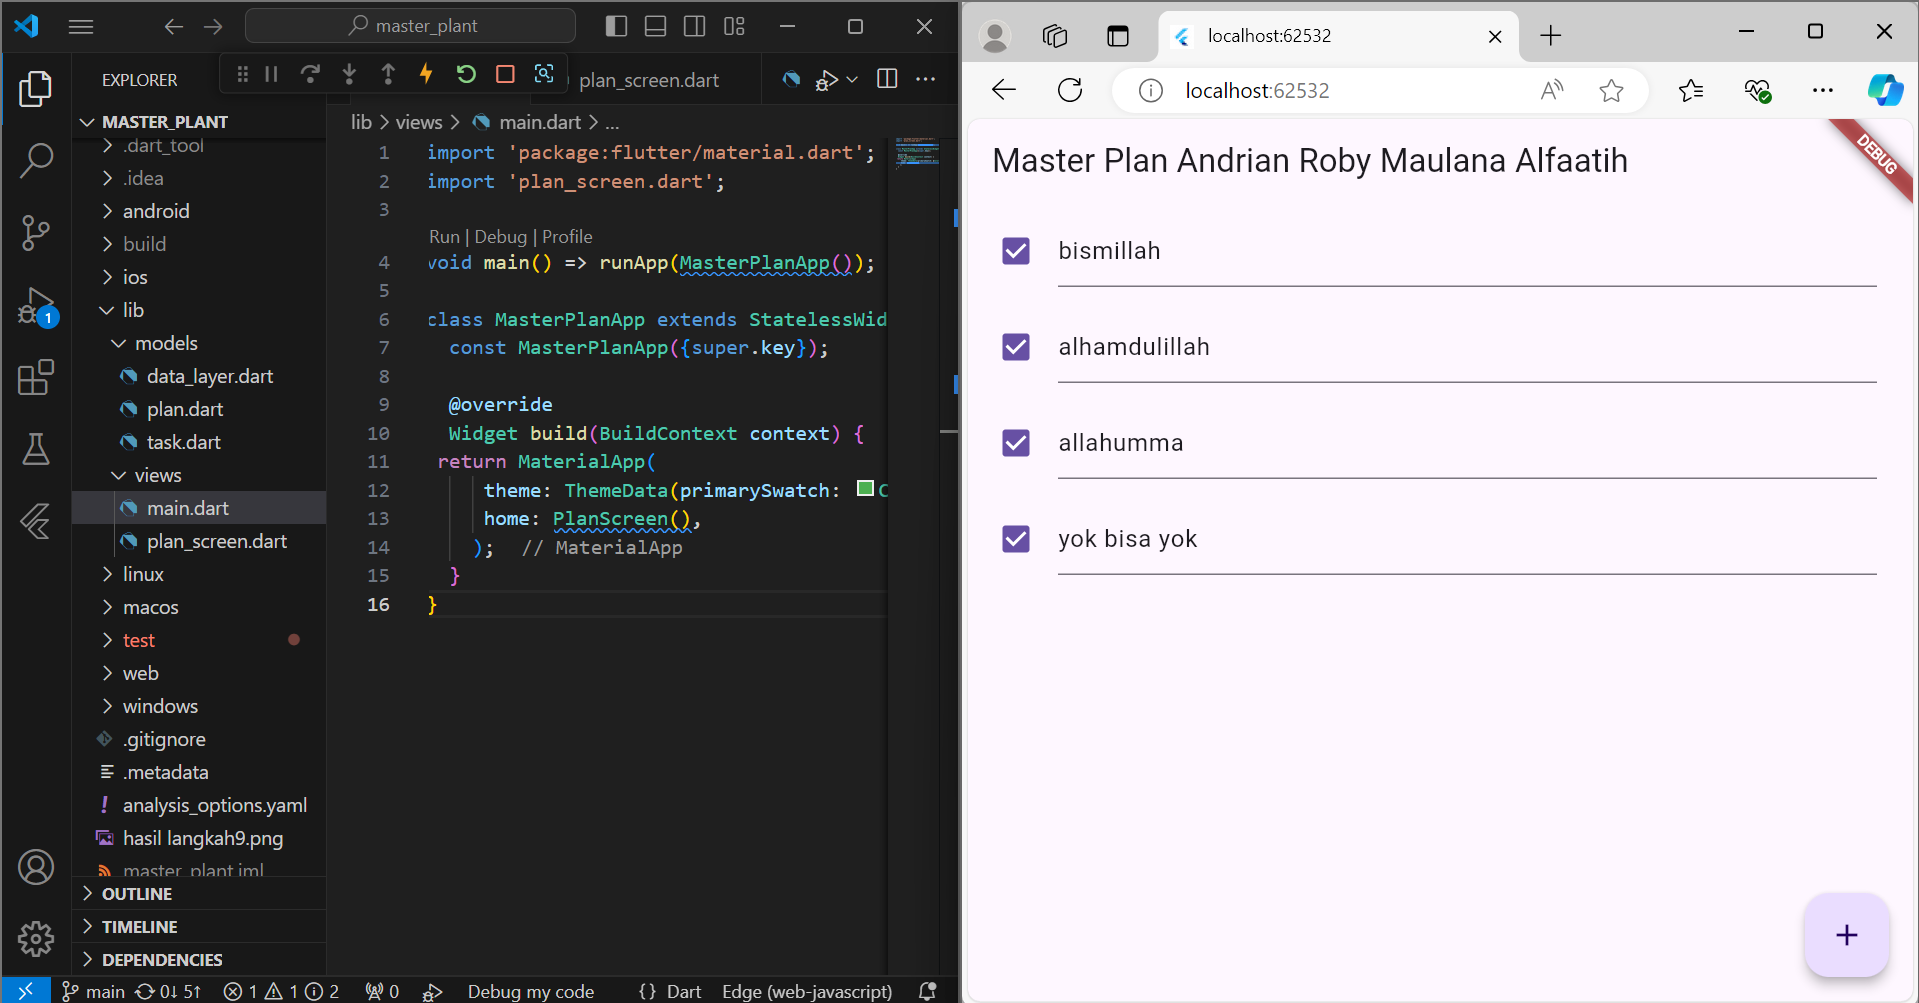 master_plant
EXPLORER
plan_screen.dart
MASTER_PLANT
.dart_tool
.idea
android
build
ios
lib
models
data_layer.dart
plan.dart
task.dart
views
main.dart
plan_screen.dart
linux
macos
test
web
windows
.gitignore
.metadata
analysis_options.yaml
hasil langkah9.png
master_plant.iml
OUTLINE
TIMELINE
DEPENDENCIES
1
lib > views > main.dart > ...
1 import 'package:flutter/material.dart';
2 import 'plan_screen.dart';
3
Run | Debug | Profile
4 void main() => runApp(MasterPlanApp());
5
6 class MasterPlanApp extends StatelessWid
7 const MasterPlanApp({super.key});
8
9 @override
10 Widget build(BuildContext context) {
11 return MaterialApp(
12 theme: ThemeData(primarySwatch: C
13 home: PlanScreen(),
14 ); // MaterialApp
15 }
16 }
main 0↓ 5↑ 1 1 2 0 Debug my code {} Dart Edge (web-javascript)
localhost:62532
localhost:62532
DEBUG
Master Plan Andrian Roby Maulana Alfaatih
bismillah
alhamdulillah
allahumma
yok bisa yok
+